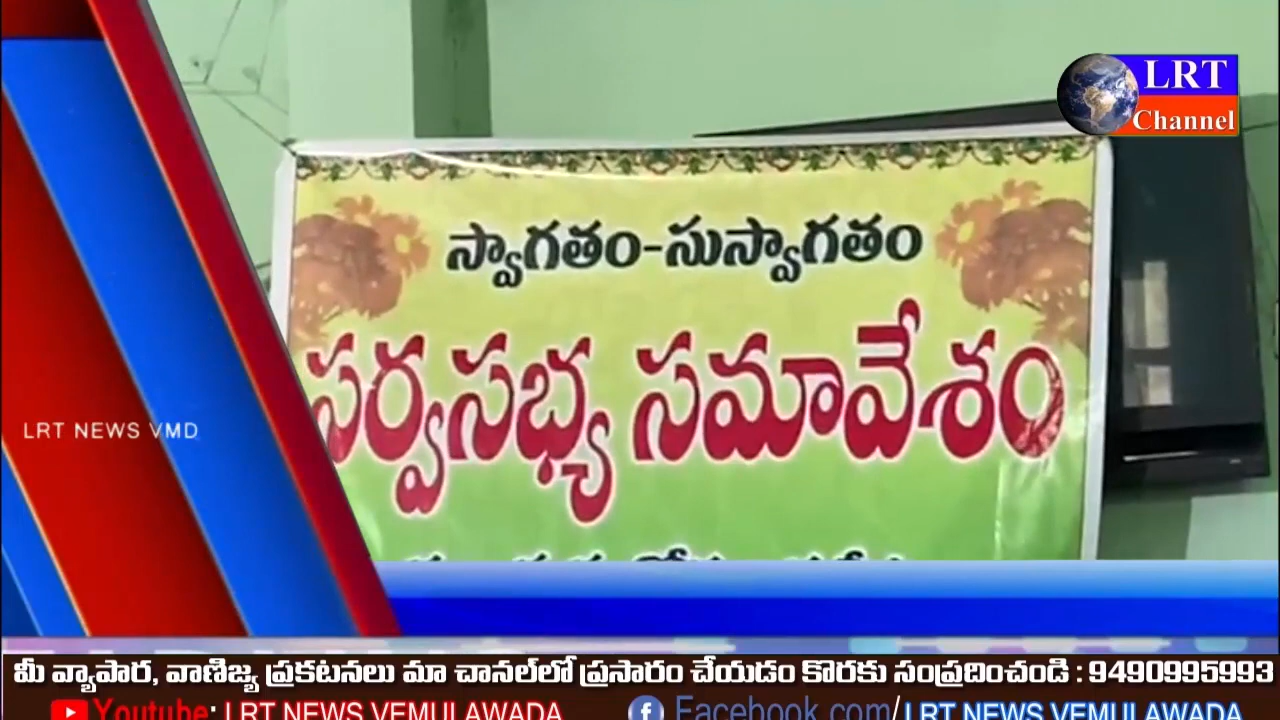 LRT
Channel
స్వాగతం-సుస్వాగతం
సర్వసభ్య సమావేశం
LRT NEWS VMD
మీ వ్యాపార, వాణిజ్య ప్రకటనలు మా చానల్‌లో ప్రసారం చేయడం కొరకు సంప్రదించండి : 9490995993
Youtube: LRT NEWS VEMULAWADA Facebook.com/LRT NEWS VEMULAWADA